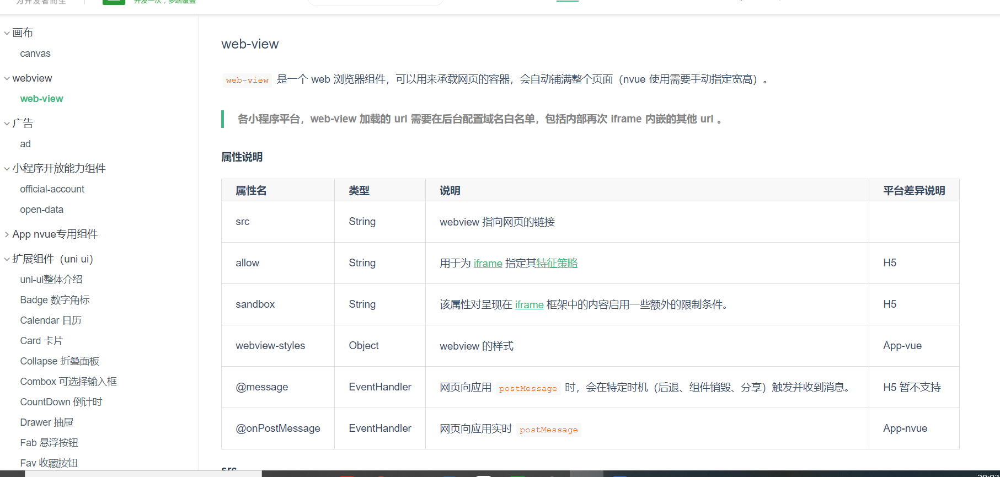 为开发者而生
开发一次，多端覆盖
画布
canvas
webview
web-view
广告
ad
小程序开放能力组件
official-account
open-data
App nvue专用组件
扩展组件（uni ui）
uni-ui整体介绍
Badge 数字角标
Calendar 日历
Card 卡片
Collapse 折叠面板
Combox 可选择输入框
CountDown 倒计时
Drawer 抽屉
Fab 悬浮按钮
Fav 收藏按钮
web-view
web-view 是一个 web 浏览器组件，可以用来承载网页的容器，会自动铺满整个页面（nvue 使用需要手动指定宽高）。
各小程序平台，web-view 加载的 url 需要在后台配置域名白名单，包括内部再次 iframe 内嵌的其他 url 。
属性说明
属性名 类型 说明 平台差异说明
src String webview 指向网页的链接
allow String 用于为 iframe 指定其特征策略 H5
sandbox String 该属性对呈现在 iframe 框架中的内容启用一些额外的限制条件。 H5
webview-styles Object webview 的样式 App-vue
@message EventHandler 网页向应用 postMessage 时，会在特定时机（后退、组件销毁、分享）触发并收到消息。 H5 暂不支持
@onPostMessage EventHandler 网页向应用实时 postMessage App-nvue
src